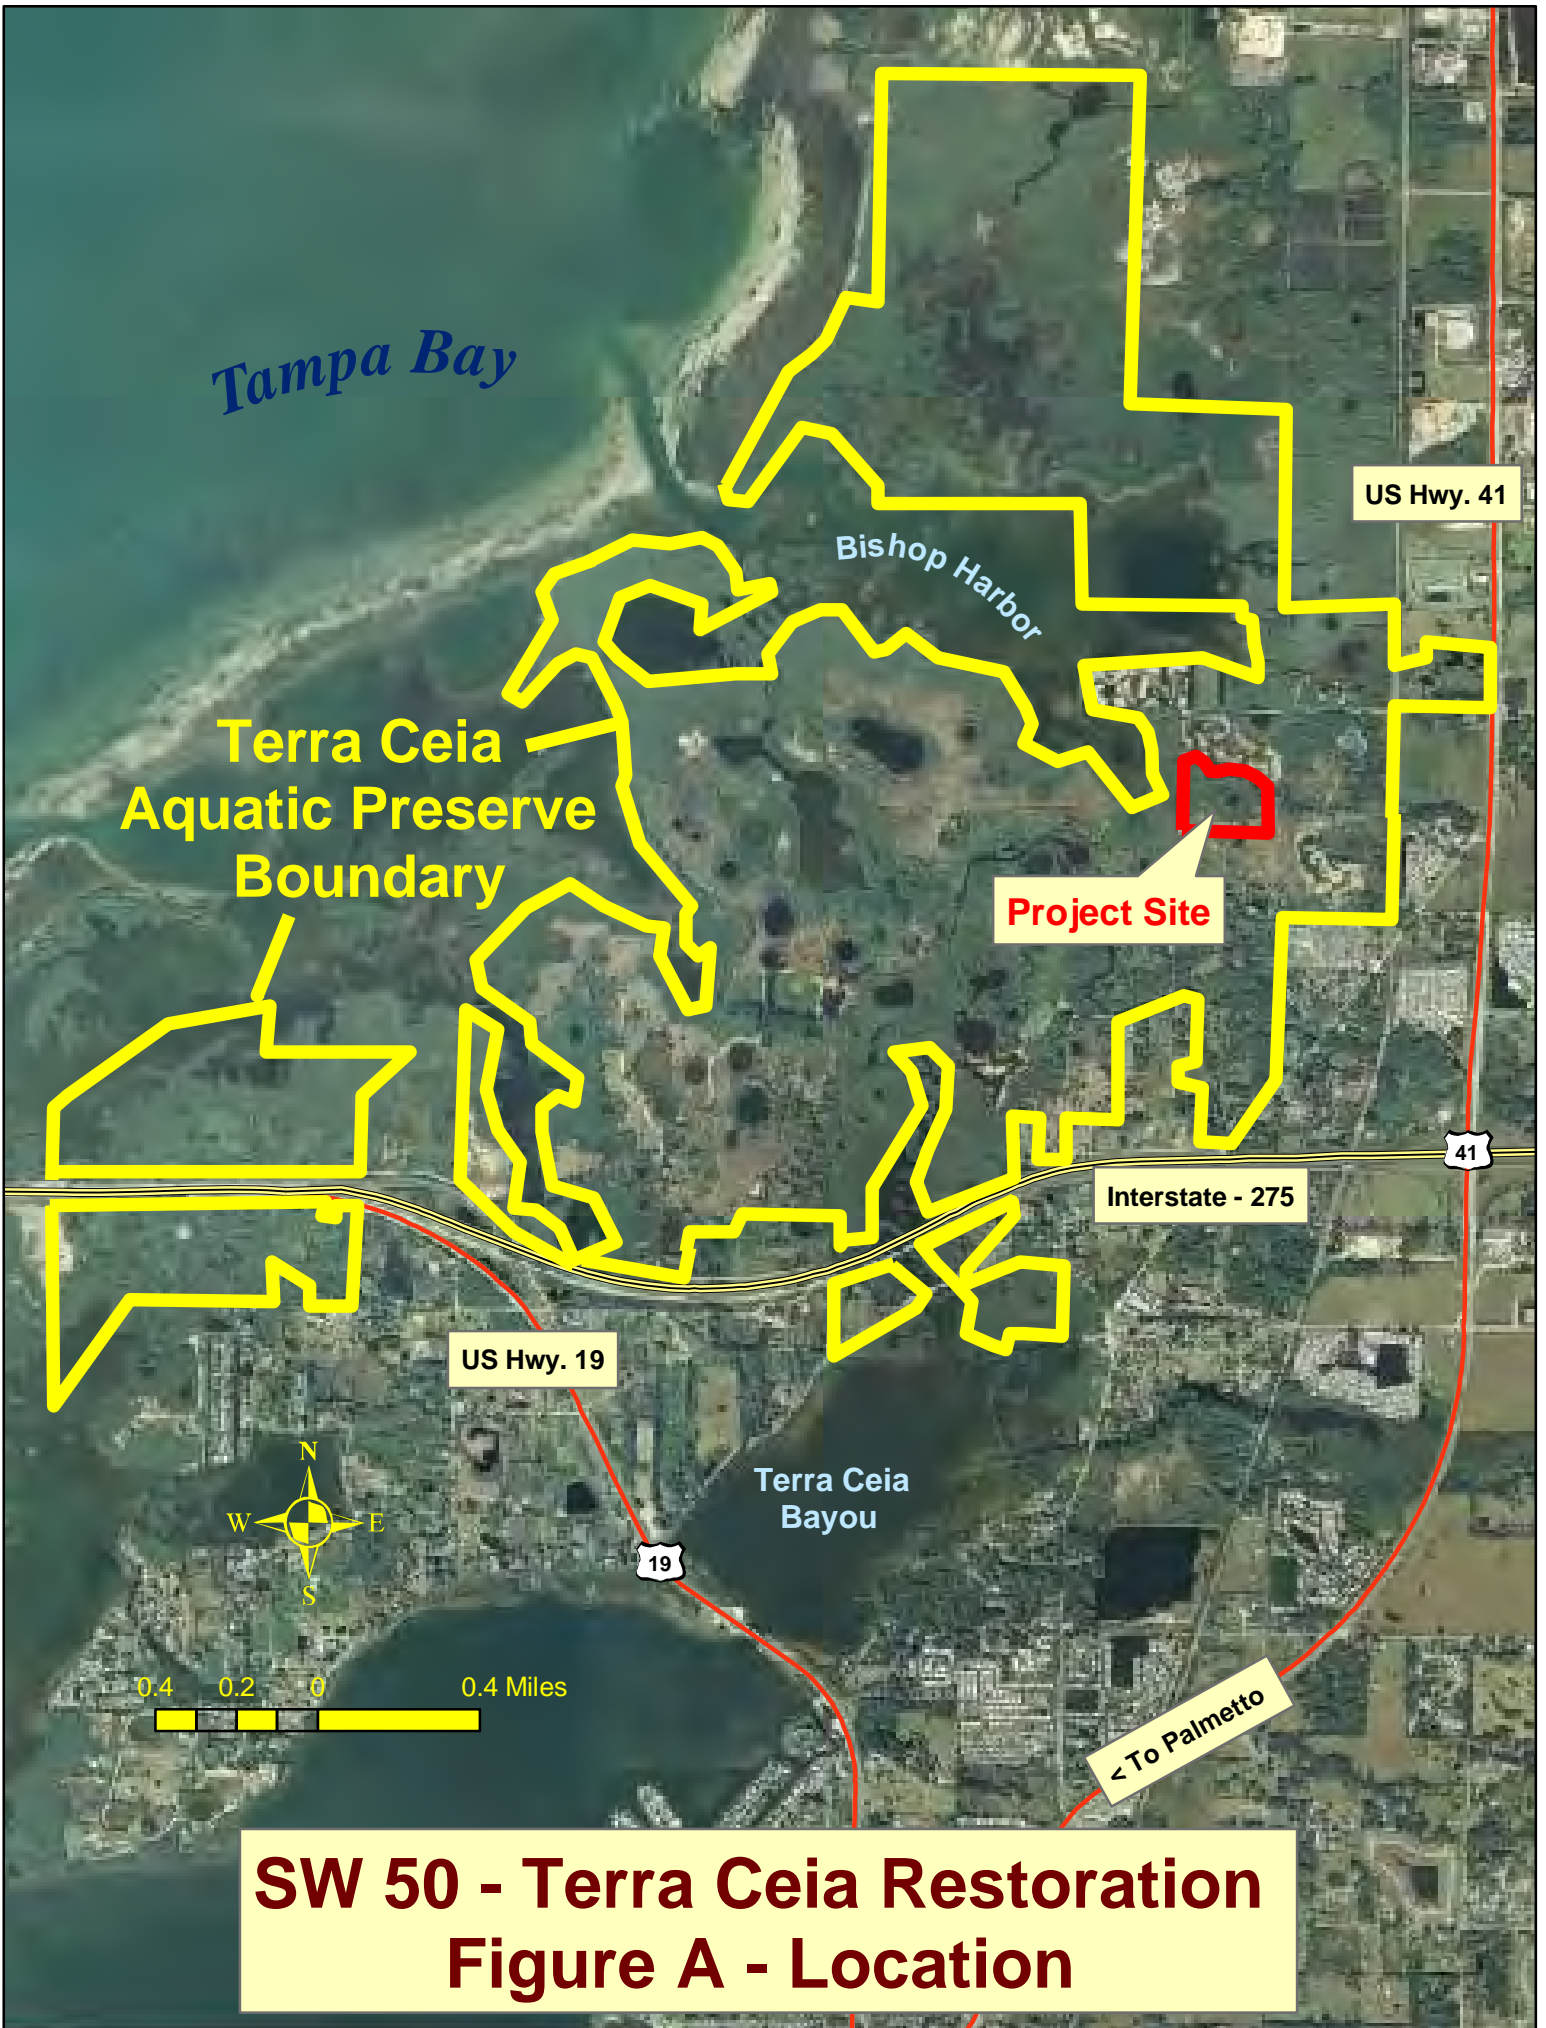 Tampa Bay
US Hwy. 41
Bishop Harbor
Terra Ceia
Aquatic Preserve
Boundary
Project Site
41
Interstate - 275
US Hwy. 19
N
W E
S
Terra Ceia
Bayou
19
0.4 0.2 0 0.4 Miles
< To Palmetto
SW 50 - Terra Ceia Restoration
Figure A - Location